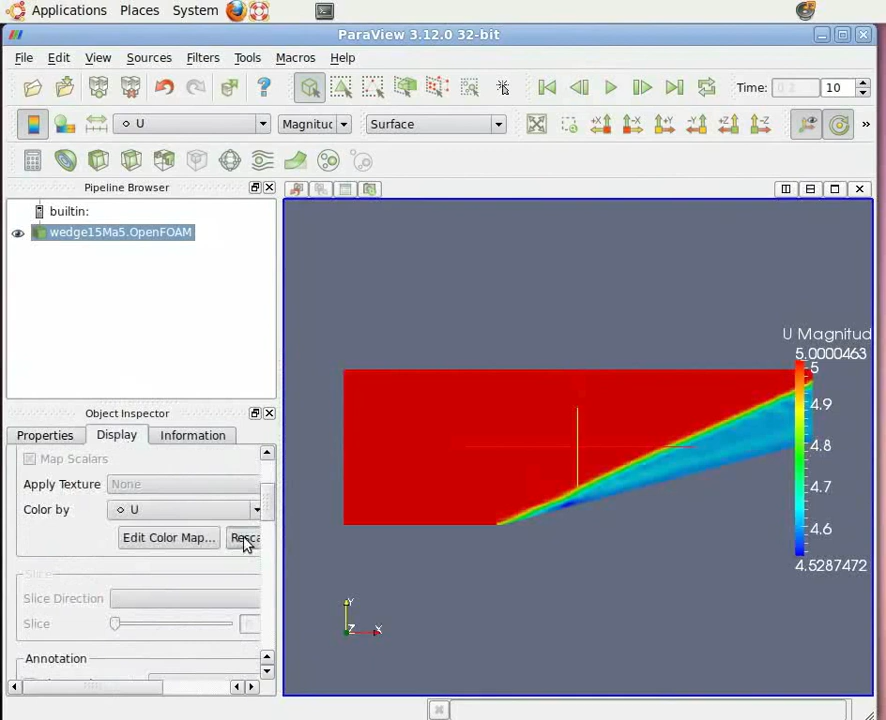 Applications Places System
ParaView 3.12.0 32-bit
File Edit View Sources Filters Tools Macros Help
Time: 10
U Magnituc Surface
+X -X +Y -Y +Z -Z »
Pipeline Browser
builtin:
wedge15Ma5.OpenFOAM
Object Inspector
Properties Display Information
Map Scalars
Apply Texture None
Color by U
Edit Color Map... Resca
Slice
Slice Direction
Slice
Annotation
U Magnitud
5.0000463
5
4.9
4.8
4.7
4.6
4.5287472
Y
Z X